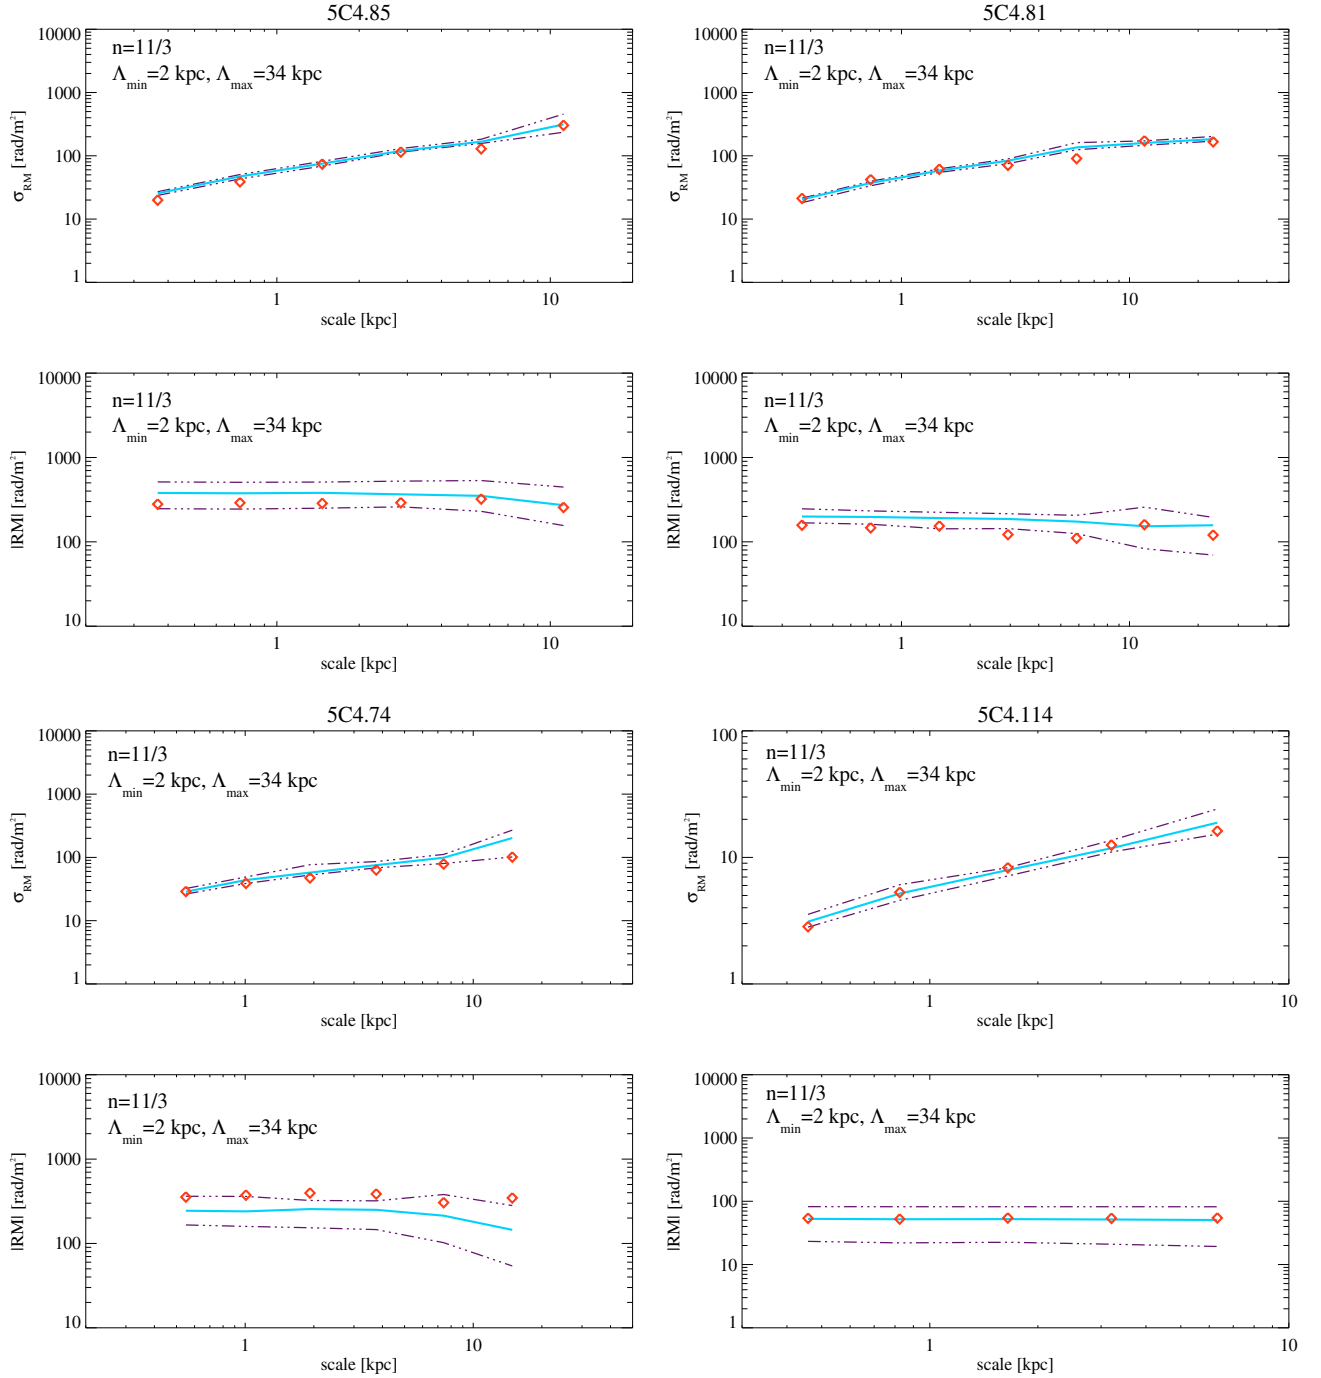 5C4.85
n=11/3
Λmin=2 kpc, Λmax=34 kpc
10000
1000
100
10
1
σRM [rad/m²]
1
10
scale [kpc]
5C4.81
n=11/3
Λmin=2 kpc, Λmax=34 kpc
10000
1000
100
10
1
σRM [rad/m²]
1
10
scale [kpc]
n=11/3
Λmin=2 kpc, Λmax=34 kpc
10000
1000
100
10
|RM| [rad/m²]
1
10
scale [kpc]
n=11/3
Λmin=2 kpc, Λmax=34 kpc
10000
1000
100
10
|RM| [rad/m²]
1
10
scale [kpc]
5C4.74
n=11/3
Λmin=2 kpc, Λmax=34 kpc
10000
1000
100
10
1
σRM [rad/m²]
1
10
scale [kpc]
5C4.114
n=11/3
Λmin=2 kpc, Λmax=34 kpc
100
10
1
σRM [rad/m²]
1
10
scale [kpc]
n=11/3
Λmin=2 kpc, Λmax=34 kpc
10000
1000
100
10
|RM| [rad/m²]
1
10
scale [kpc]
n=11/3
Λmin=2 kpc, Λmax=34 kpc
10000
1000
100
10
1
|RM| [rad/m²]
1
10
scale [kpc]